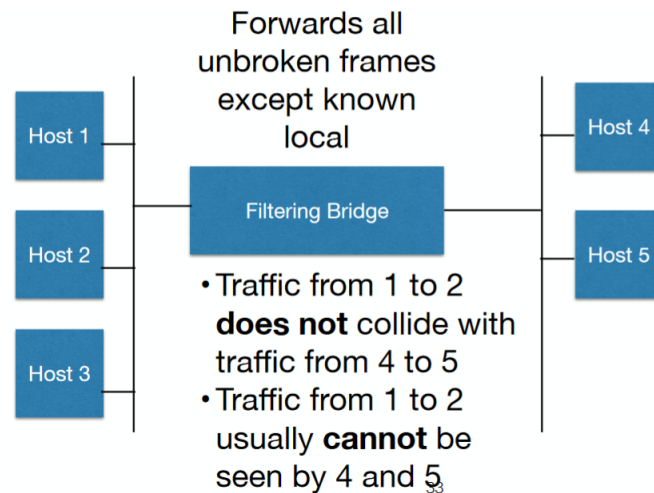 Forwards all
unbroken frames
except known
local
Host 1
Host 2
Host 3
Filtering Bridge
Host 4
Host 5
• Traffic from 1 to 2
does not collide with
traffic from 4 to 5
• Traffic from 1 to 2
usually cannot be
seen by 4 and 5
33